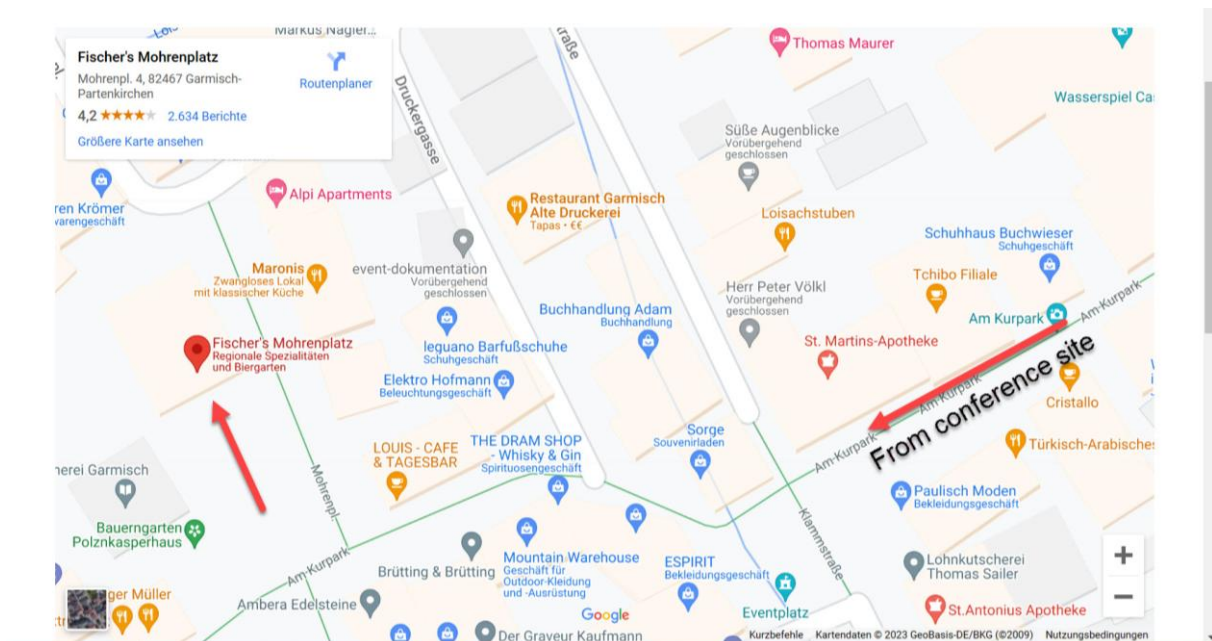 Markus Nagler...
Fischer's Mohrenplatz
Mohrenpl. 4, 82467 Garmisch-
Partenkirchen
4,2 2.634 Berichte
Größere Karte ansehen
Routenplaner
Druckergasse
Thomas Maurer
Wasserspiel Ca
Süße Augenblicke
Vorübergehend
geschlossen
Alpi Apartments
ren Krömer
varengeschäft
Restaurant Garmisch
Alte Druckerei
Tapas • €€
Loisachstuben
Schuhhaus Buchwieser
Schuhgeschäft
Maronis
Zwangloses Lokal
mit klassischer Küche
event-dokumentation
Vorübergehend
geschlossen
Tchibo Filiale
Herr Peter Völkl
Vorübergehend
geschlossen
Buchhandlung Adam
Buchhandlung
Am Kurpark
Am-Kurpark
Fischer's Mohrenplatz
Regionale Spezialitäten
und Biergarten
leguano Barfußschuhe
Schuhgeschäft
St. Martins-Apotheke
Elektro Hofmann
Beleuchtungsgeschäft
From conference site
Am-Kurpark
Am-Kurpark
Am-Kurpark
Cristallo
Sorge
Souvenirladen
LOUIS - CAFE
& TAGESBAR
THE DRAM SHOP
- Whisky & Gin
Spirituosengeschäft
Türkisch-Arabisches
nerei Garmisch
Mohrenpl.
Paulisch Moden
Bekleidungsgeschäft
Bauerngarten
Polznkasperhaus
Klammstraße
Am-Kurpark
Brütting & Brütting
Mountain Warehouse
Geschäft für
Outdoor-Kleidung
und -Ausrüstung
ESPIRIT
Bekleidungsgeschäft
Lohnkutscherei
Thomas Sailer
ger Müller
Ambera Edelsteine
Google
Eventplatz
St.Antonius Apotheke
Der Graveur Kaufmann
Kurzbefehle Kartendaten © 2023 GeoBasis-DE/BKG (©2009) Nutzungsbedingungen